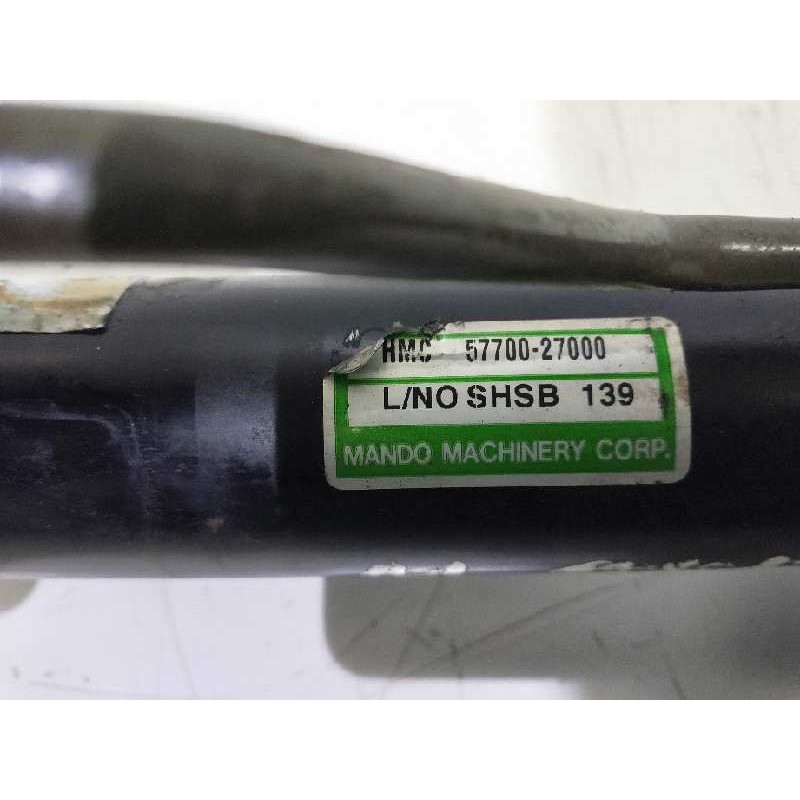 HMC 57700-27000
L/NO SHSB 139
MANDO MACHINERY CORP.